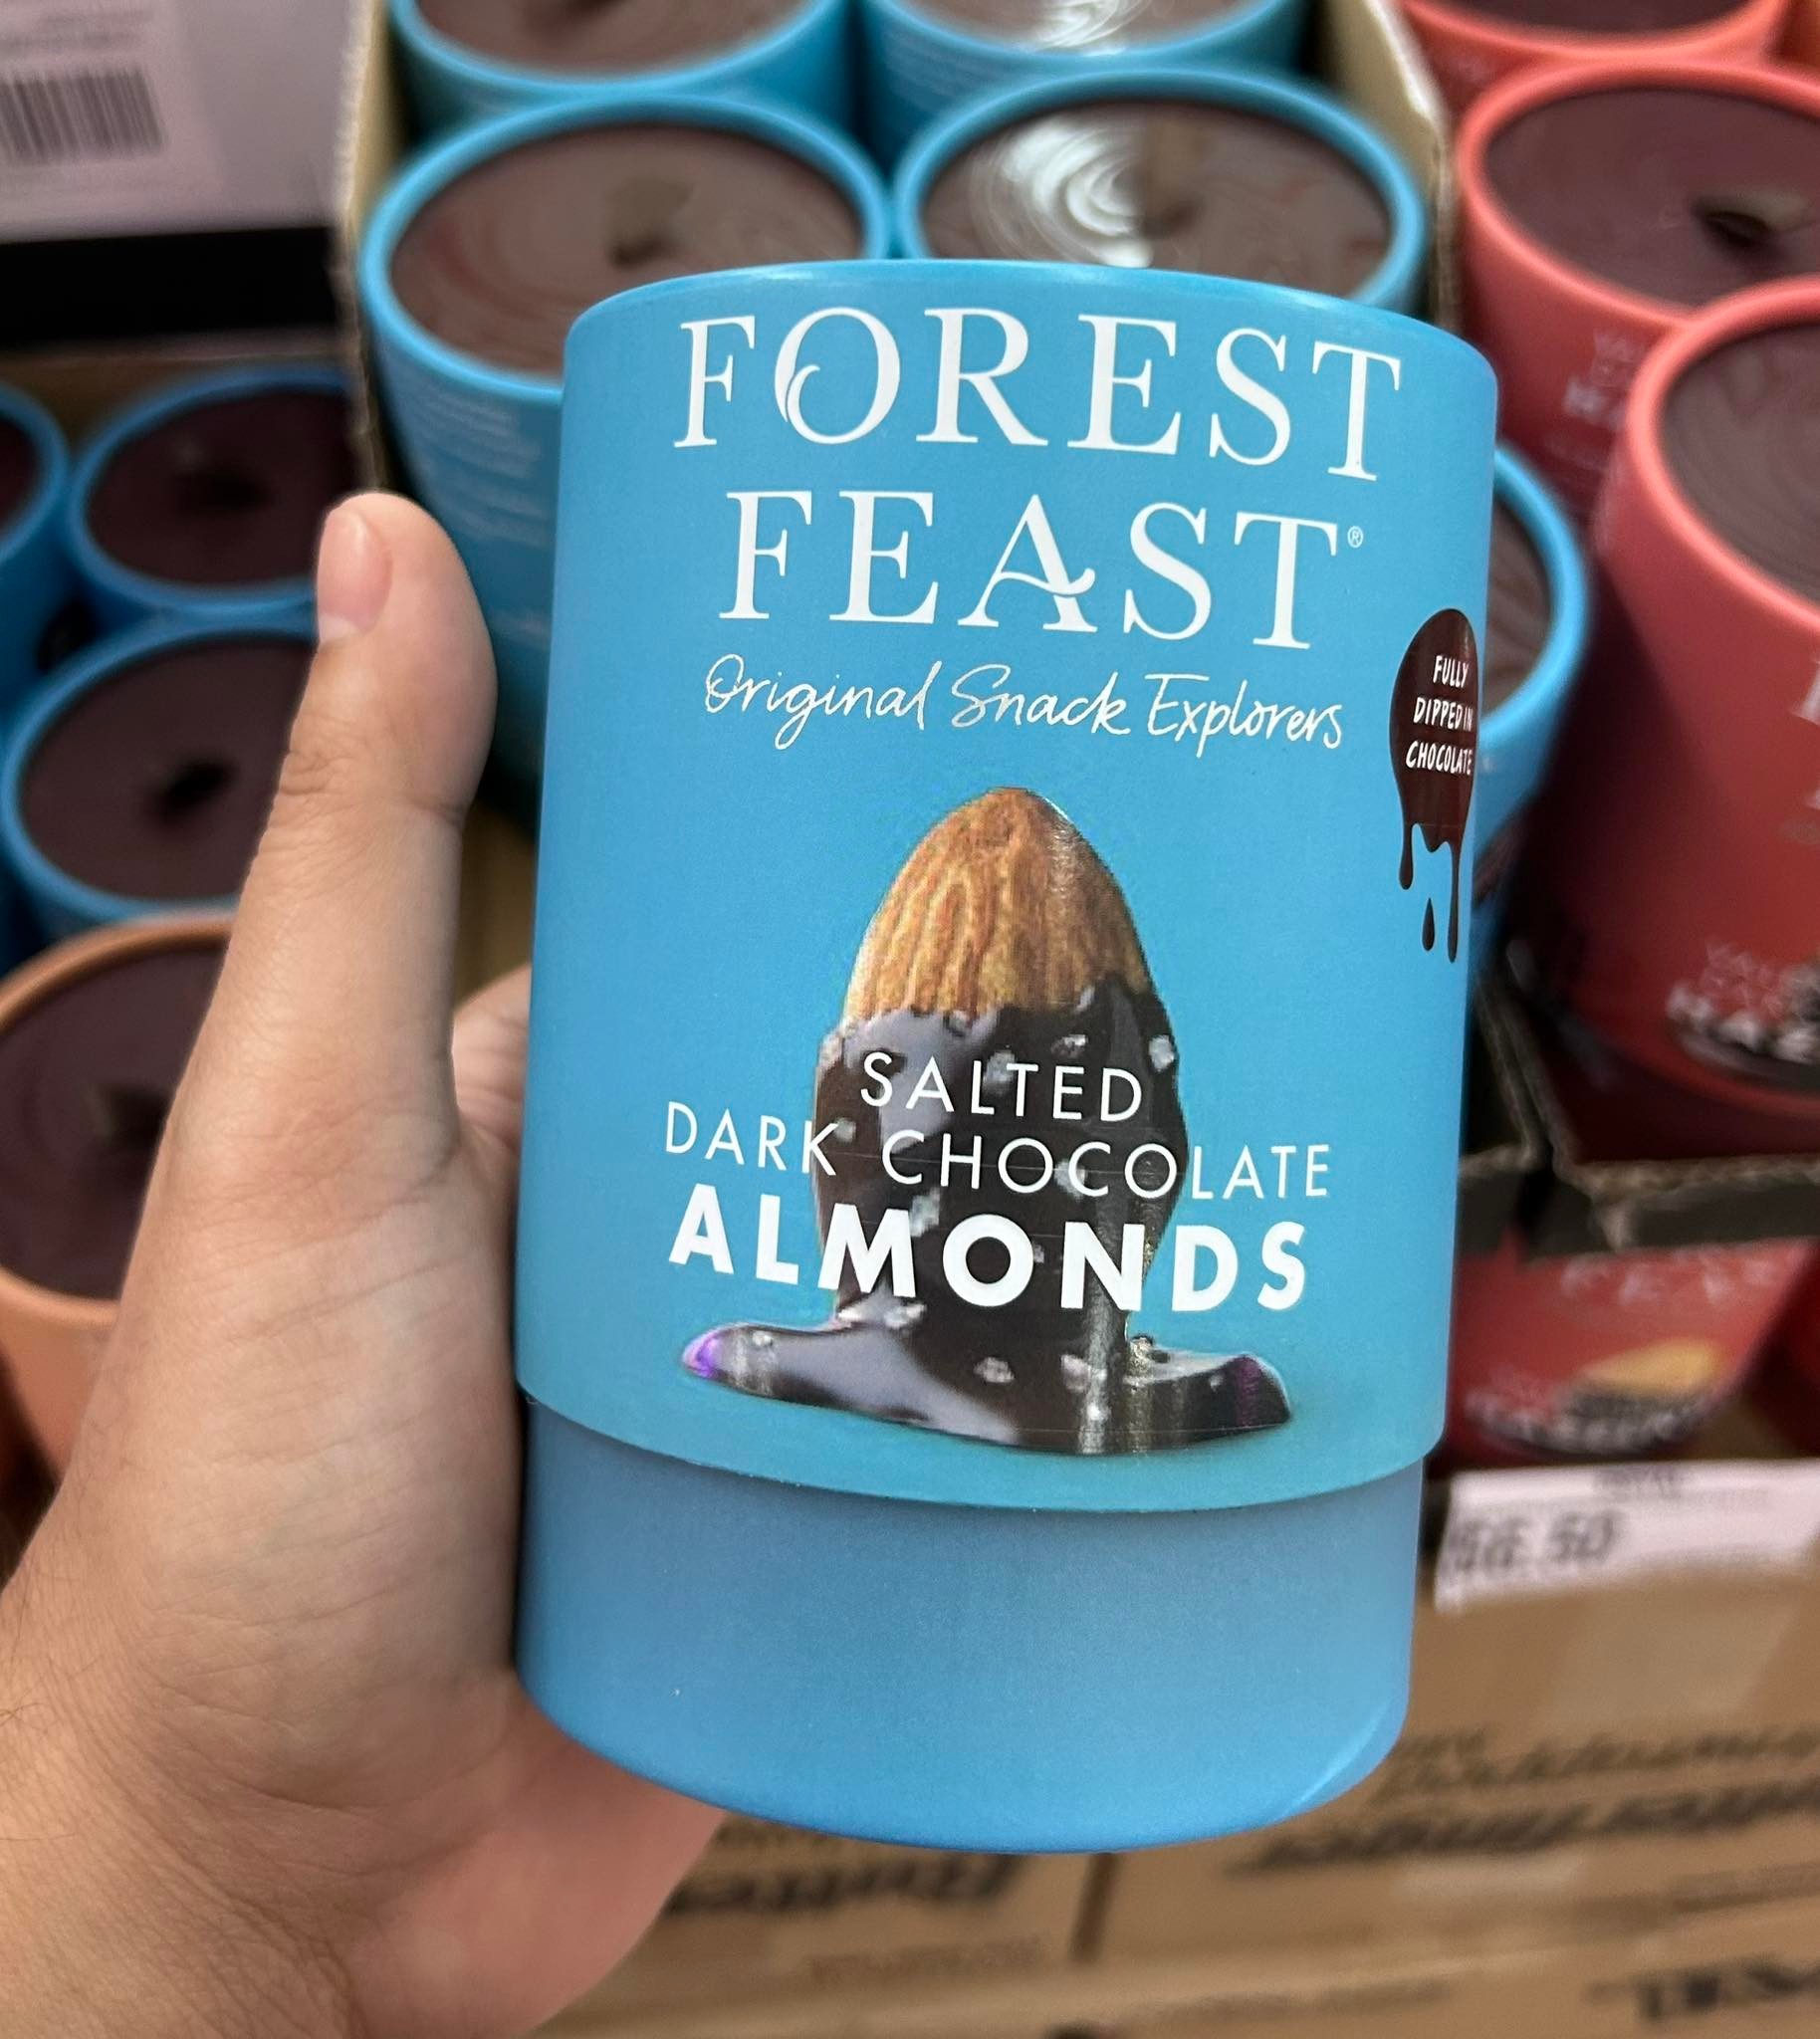 FOREST
FEAST®
Original Snack Explorers
FULLY
DIPPED IN
CHOCOLATE
SALTED
DARK CHOCOLATE
ALMONDS